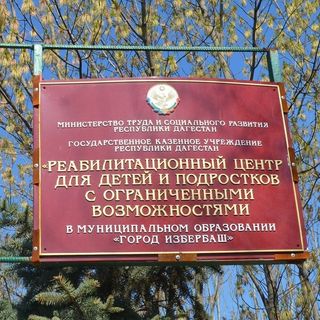 МИНИСТЕРСТВО ТРУДА И СОЦИАЛЬНОГО РАЗВИТИЯ
РЕСПУБЛИКИ ДАГЕСТАН
ГОСУДАРСТВЕННОЕ КАЗЕННОЕ УЧРЕЖДЕНИЕ
РЕСПУБЛИКИ ДАГЕСТАН
«РЕАБИЛИТАЦИОННЫЙ ЦЕНТР
ДЛЯ ДЕТЕЙ И ПОДРОСТКОВ
С ОГРАНИЧЕННЫМИ
ВОЗМОЖНОСТЯМИ
В МУНИЦИПАЛЬНОМ ОБРАЗОВАНИИ
«ГОРОД ИЗБЕРБАШ»